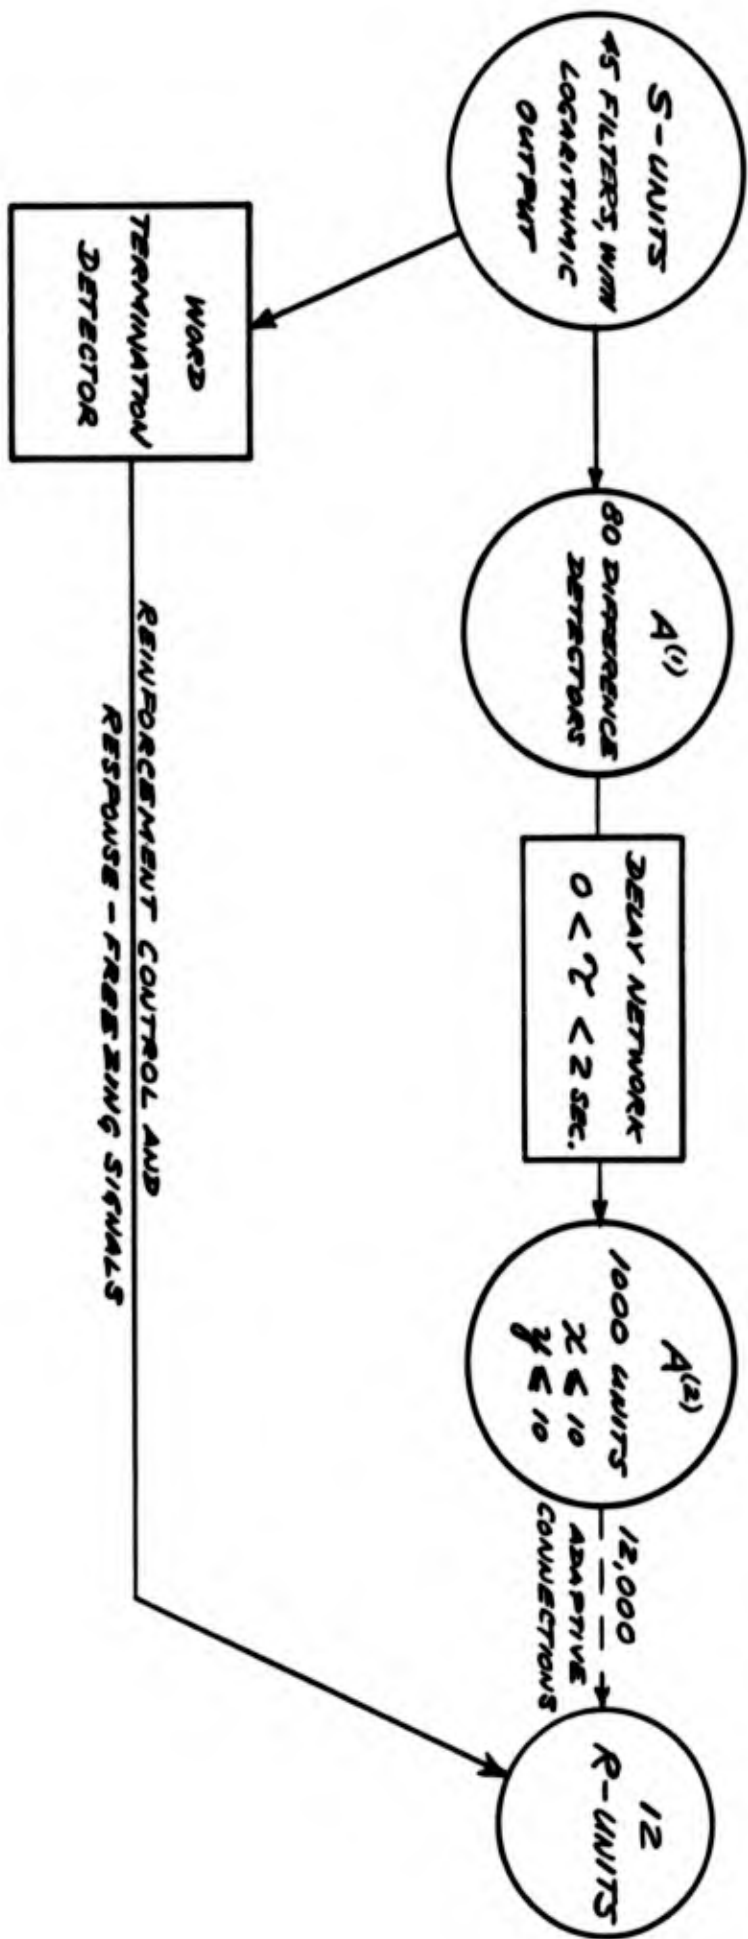 S-UNITS
45 FILTERS, WITH
LOGARITHMIC
OUTPUT
A(1)
80 DIFFERENCE
DETECTORS
DELAY NETWORK
0 < τ < 2 SEC.
A(2)
1000 UNITS
x ≤ 10
y ≤ 10
12,000
ADAPTIVE
CONNECTIONS
12
R-UNITS
WORD
TERMINATION
DETECTOR
REINFORCEMENT CONTROL AND
RESPONSE-FREEZING SIGNALS